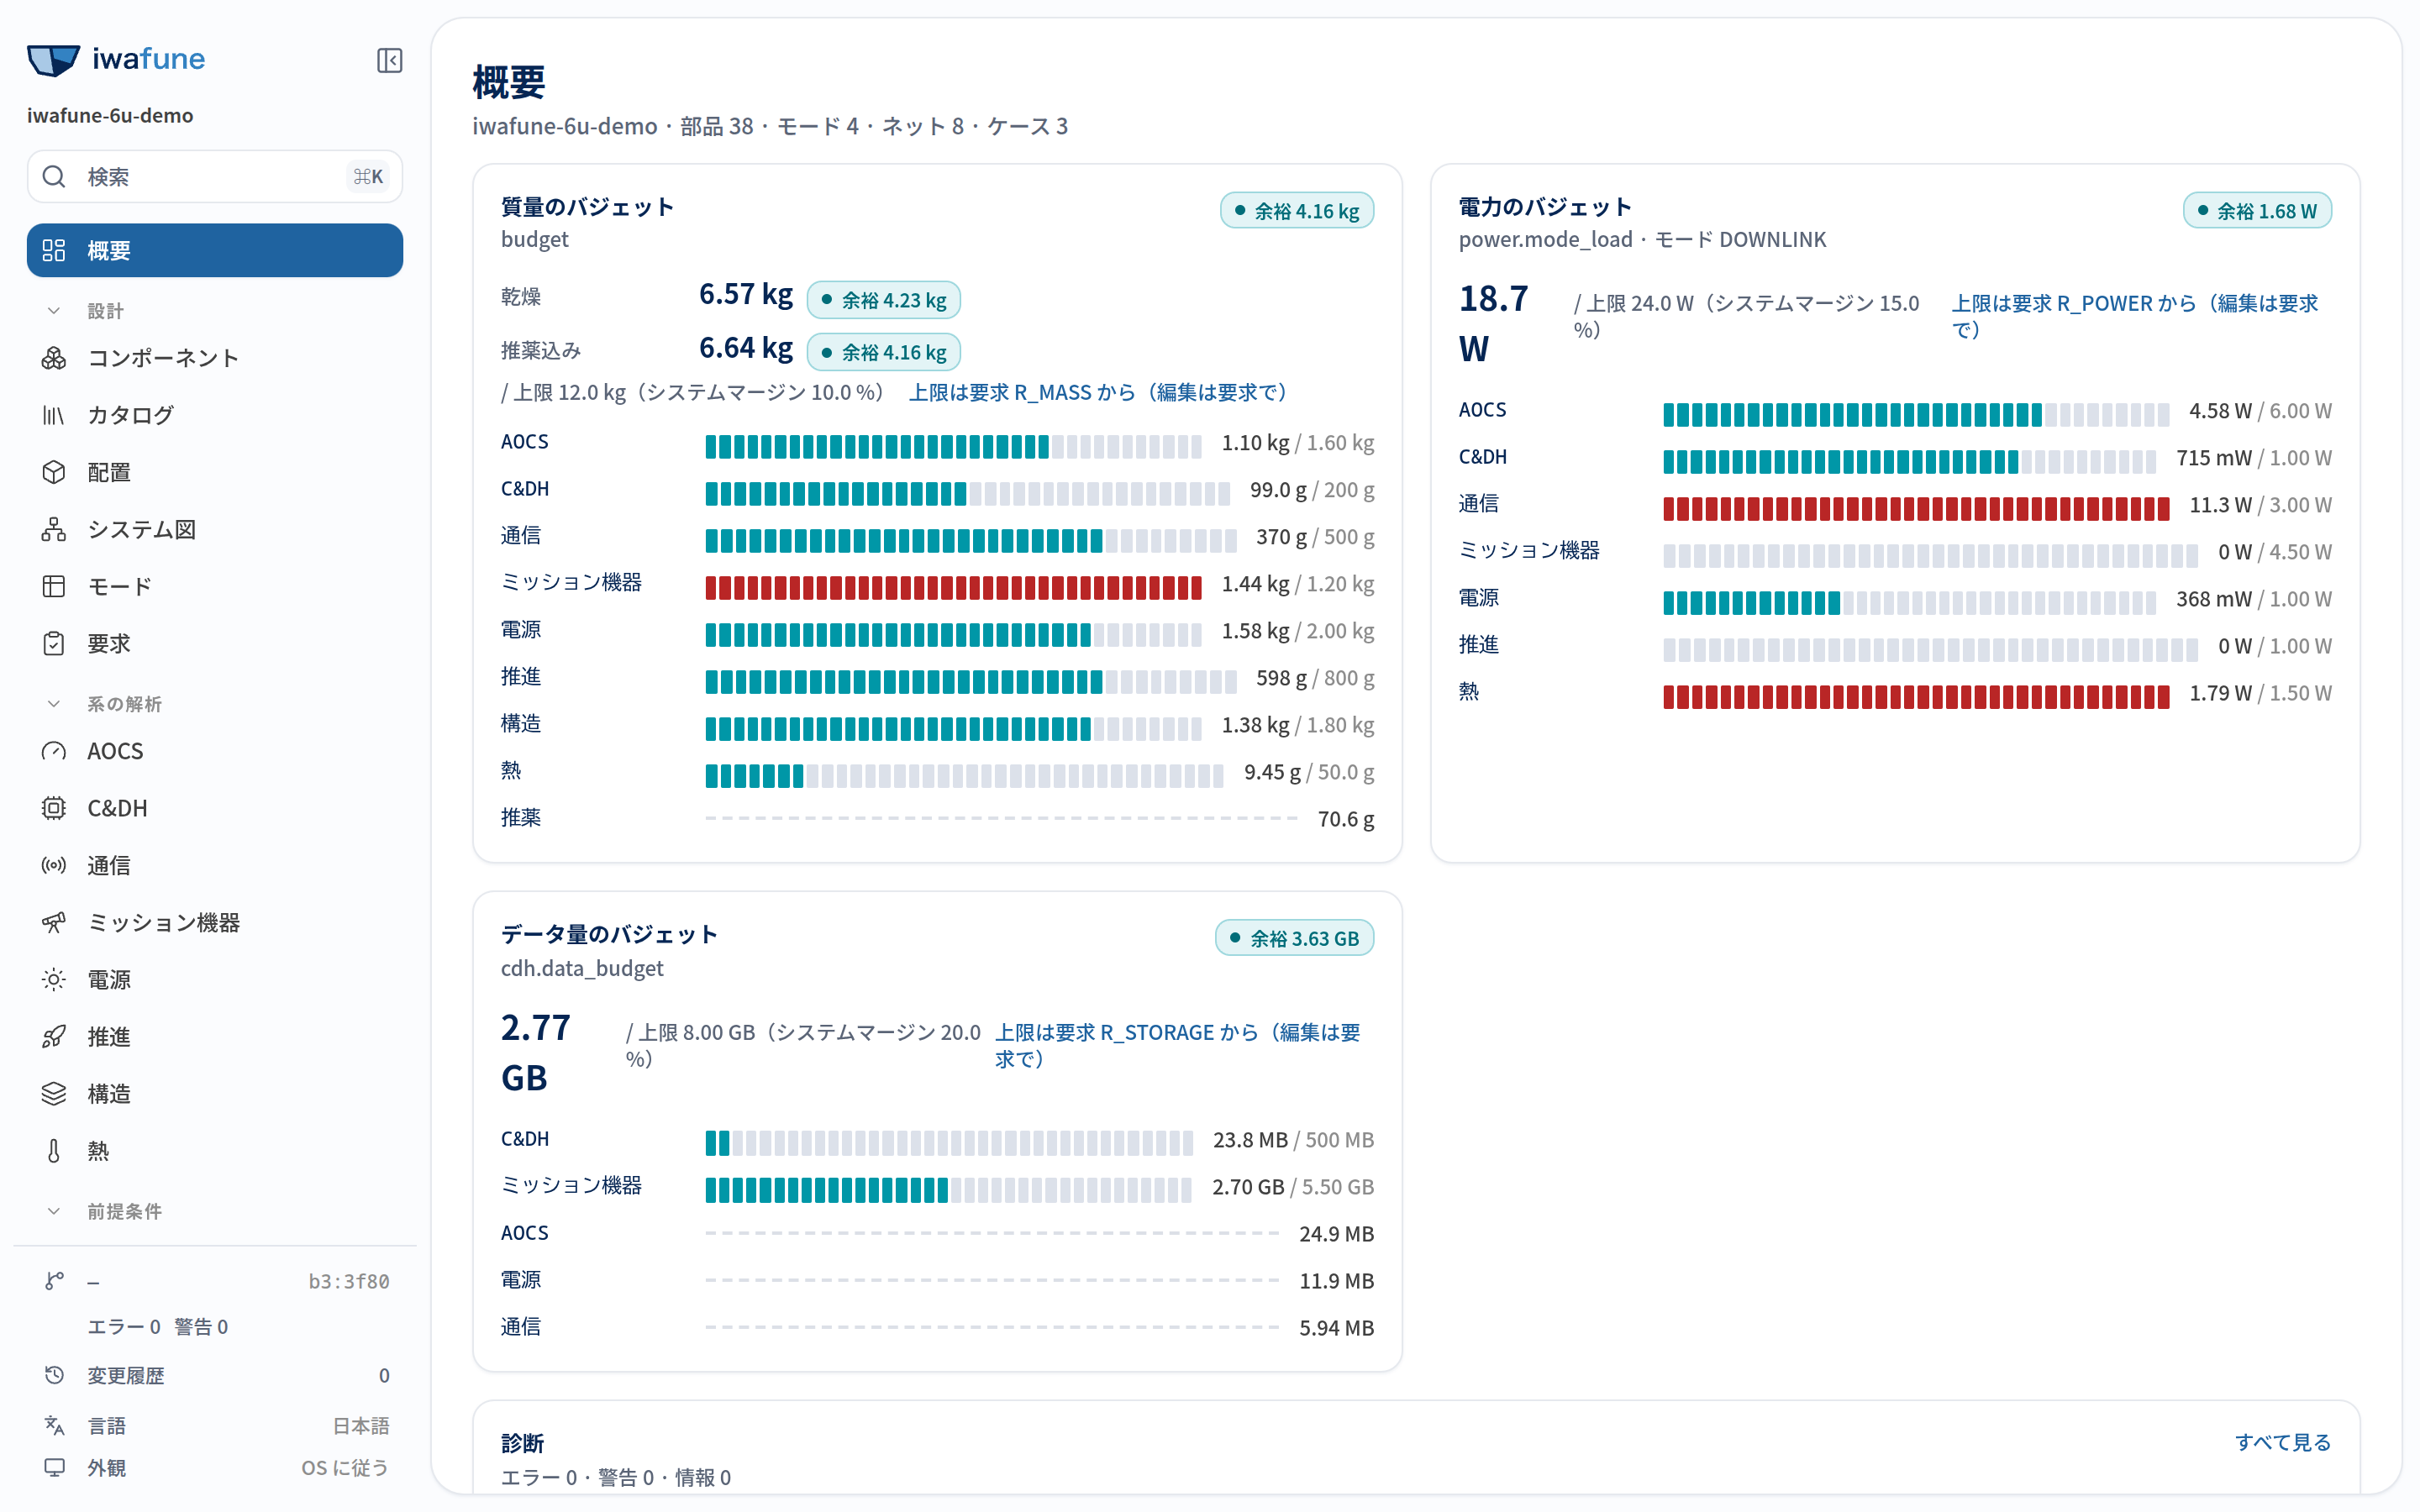 iwafune
iwafune-6u-demo
検索 ⌘K
概要
設計
コンポーネント
カタログ
配置
システム図
モード
要求
系の解析
AOCS
C&DH
通信
ミッション機器
電源
推進
構造
熱
前提条件
– b3:3f80
エラー 0 警告 0
変更履歴 0
言語 日本語
外観 OS に従う
概要
iwafune-6u-demo · 部品 38 · モード 4 · ネット 8 · ケース 3
質量のバジェット 余裕 4.16 kg
budget
乾燥 6.57 kg 余裕 4.23 kg
推薬込み 6.64 kg 余裕 4.16 kg
/ 上限 12.0 kg（システムマージン 10.0 %） 上限は要求 R_MASS から（編集は要求で）
AOCS 1.10 kg / 1.60 kg
C&DH 99.0 g / 200 g
通信 370 g / 500 g
ミッション機器 1.44 kg / 1.20 kg
電源 1.58 kg / 2.00 kg
推進 598 g / 800 g
構造 1.38 kg / 1.80 kg
熱 9.45 g / 50.0 g
推薬 70.6 g
電力のバジェット 余裕 1.68 W
power.mode_load · モード DOWNLINK
18.7
W
/ 上限 24.0 W（システムマージン 15.0
%）
上限は要求 R_POWER から（編集は要求
で）
AOCS 4.58 W / 6.00 W
C&DH 715 mW / 1.00 W
通信 11.3 W / 3.00 W
ミッション機器 0 W / 4.50 W
電源 368 mW / 1.00 W
推進 0 W / 1.00 W
熱 1.79 W / 1.50 W
データ量のバジェット 余裕 3.63 GB
cdh.data_budget
2.77
GB
/ 上限 8.00 GB（システムマージン 20.0
%）
上限は要求 R_STORAGE から（編集は要
求で）
C&DH 23.8 MB / 500 MB
ミッション機器 2.70 GB / 5.50 GB
AOCS 24.9 MB
電源 11.9 MB
通信 5.94 MB
診断 すべて見る
エラー 0 · 警告 0 · 情報 0